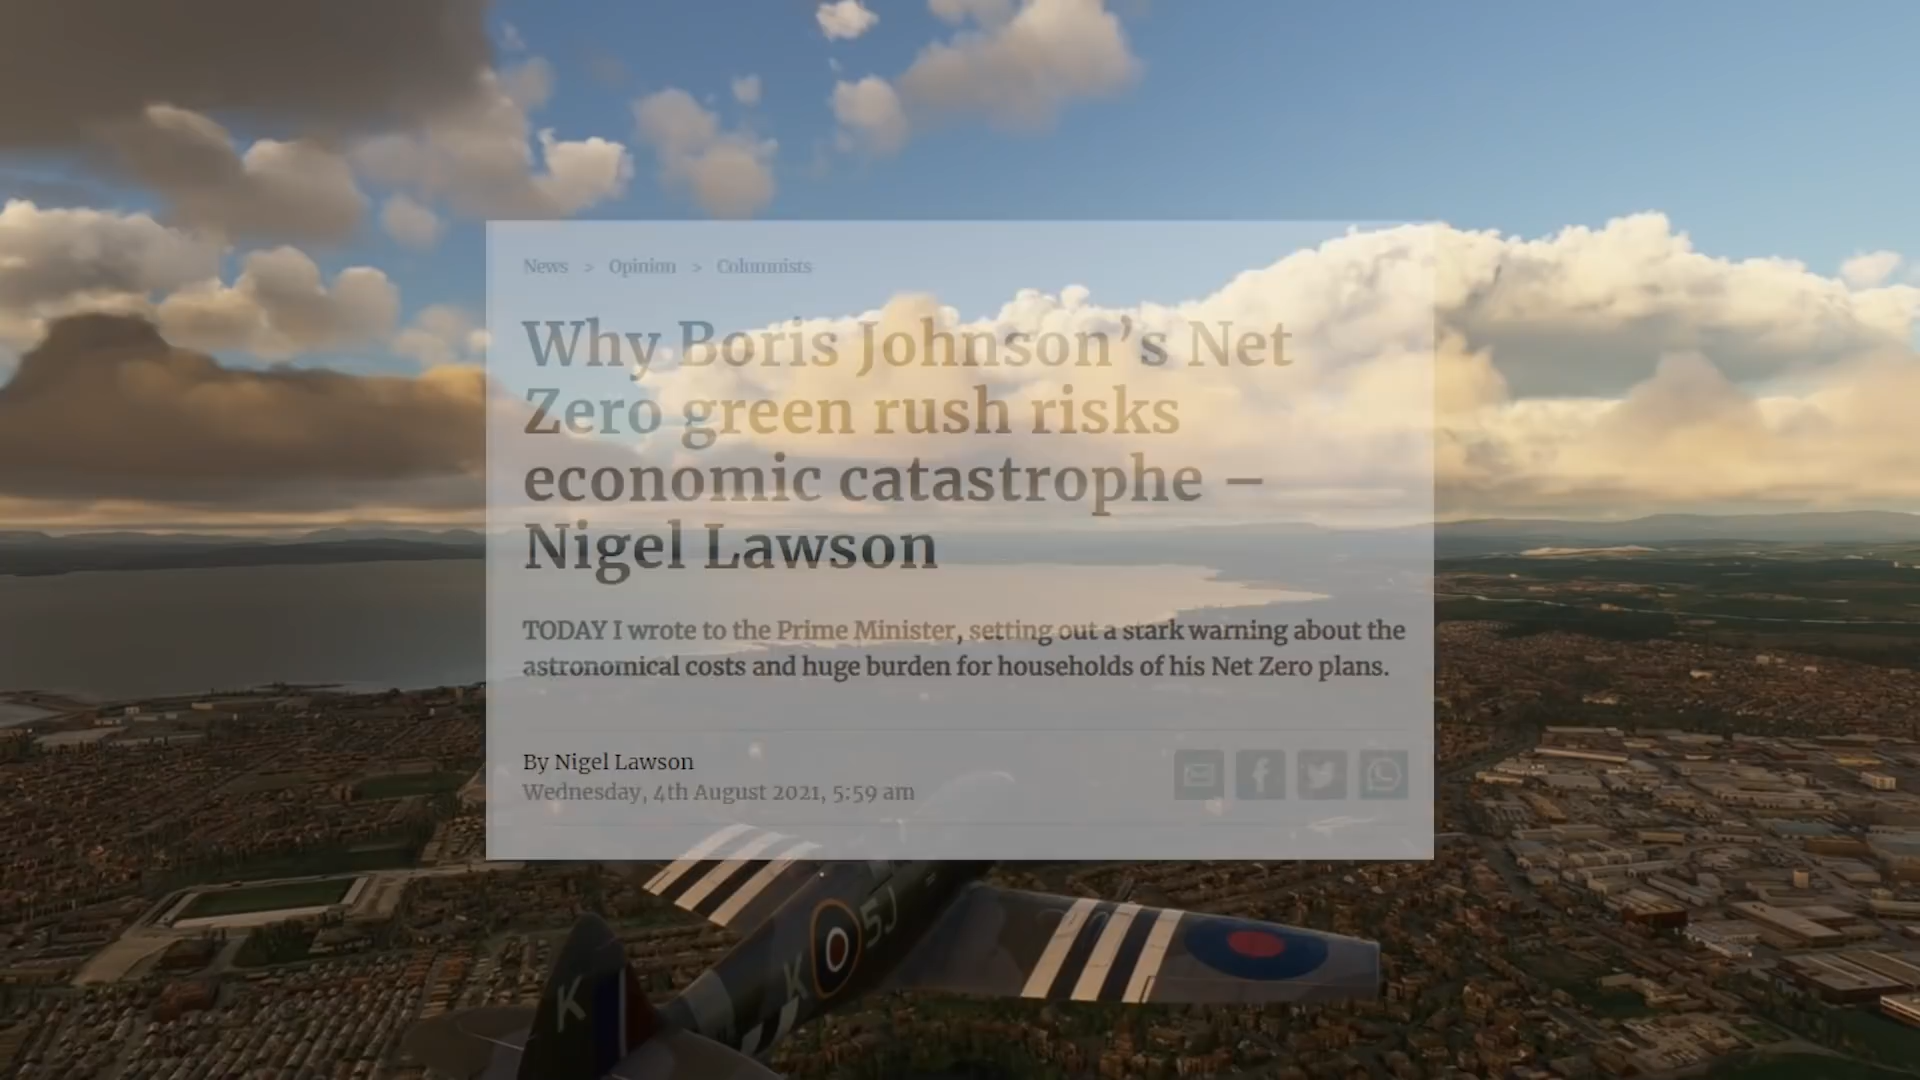 News > Opinion > Columnists
Why Boris Johnson's Net
Zero green rush risks
economic catastrophe –
Nigel Lawson
TODAY I wrote to the Prime Minister, setting out a stark warning about the
astronomical costs and huge burden for households of his Net Zero plans.
By Nigel Lawson
Wednesday, 4th August 2021, 5:59 am
K 5J
K